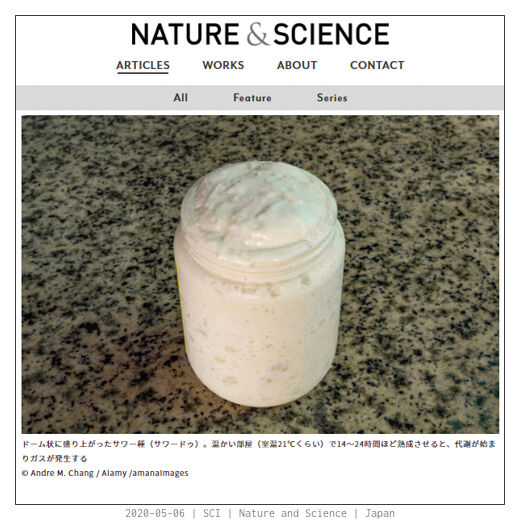 NATURE & SCIENCE
ARTICLES WORKS ABOUT CONTACT
All Feature Series
ドーム状に盛り上がったサワー種(サワードゥ)。温かい部屋(室温21℃くらい)で14〜24時間ほど熟成させると、代謝が始ま
りガスが発生する
© Andre M. Chang / Alamy /amanaImages
2020-05-06 | SCI | Nature and Science | Japan